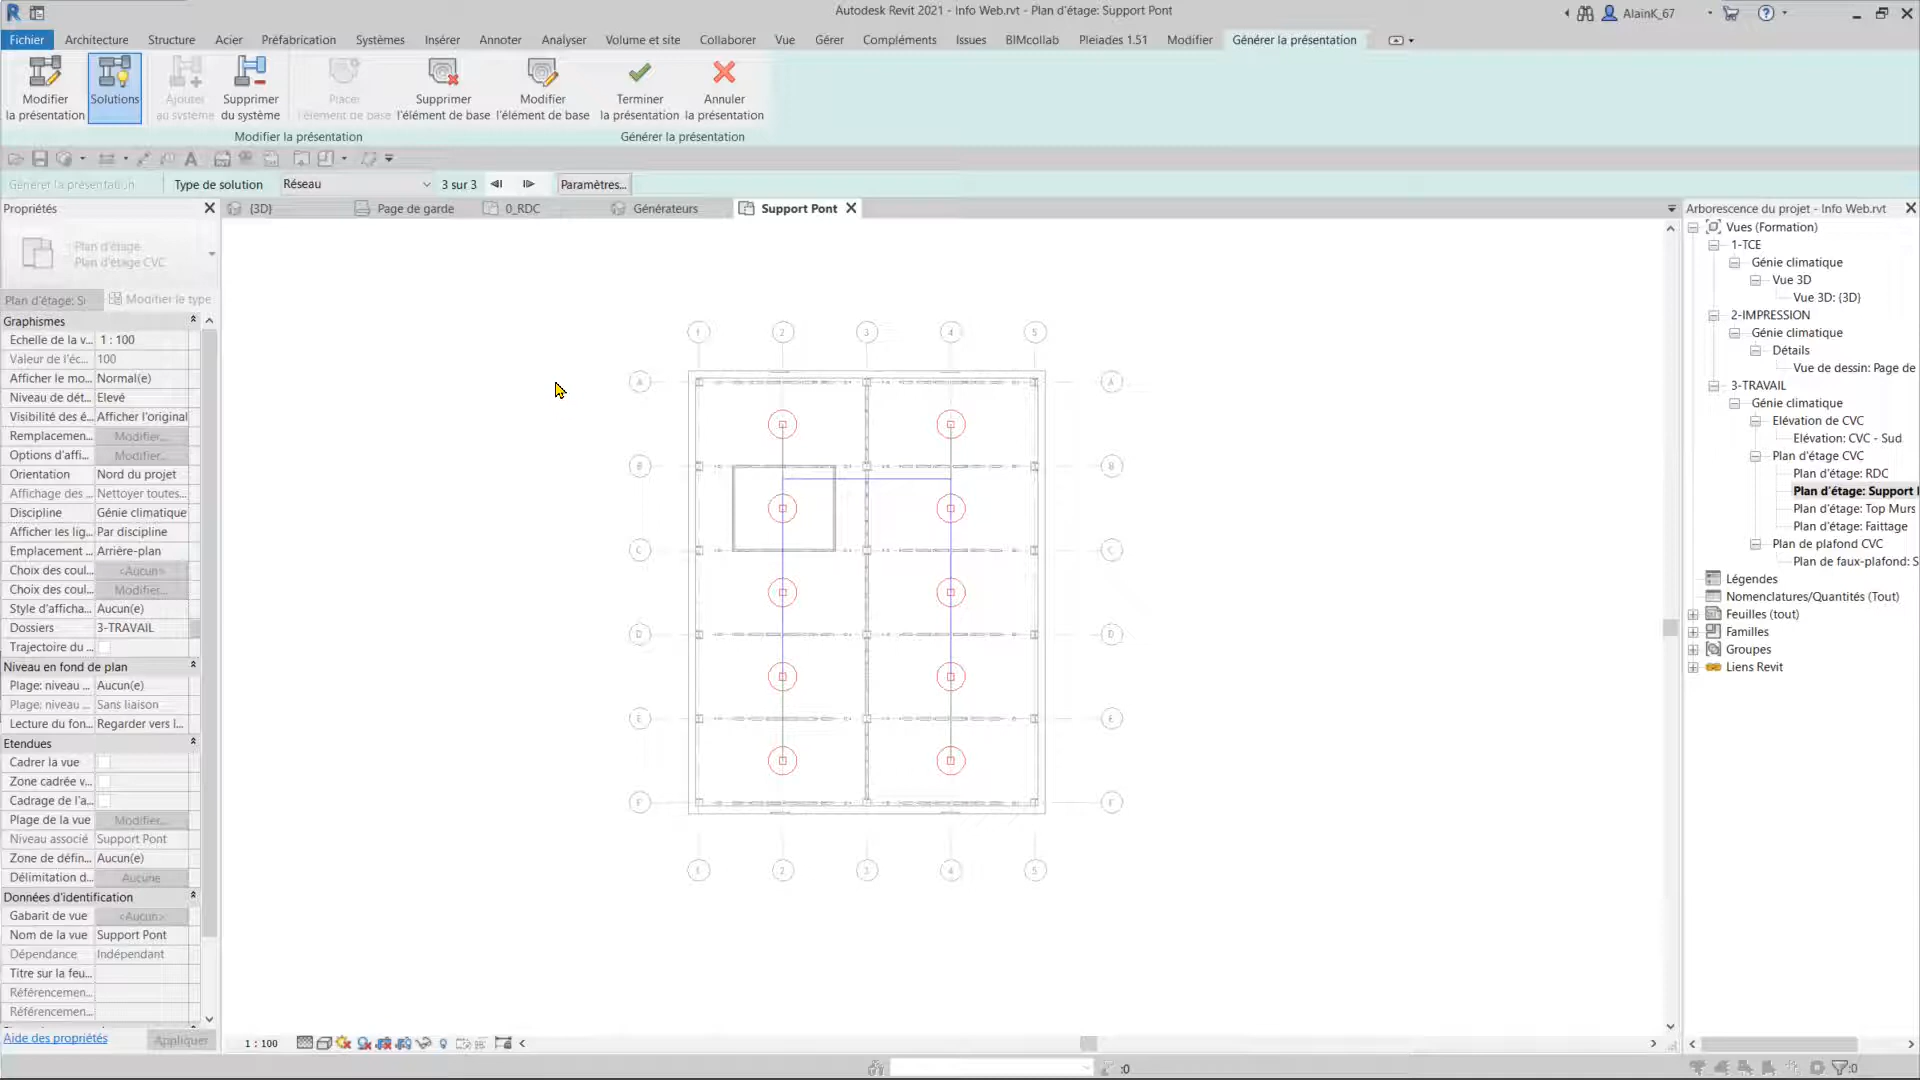 Autodesk Revit 2021 - Info Web.rvt - Plan d'étage: Support Pont
AlainK_67
Fichier Architecture Structure Acier Préfabrication Systèmes Insérer Annoter Analyser Volume et site Collaborer Vue Gérer Compléments Issues BIMcollab Pleiades 1.51 Modifier Générer la présentation
Modifier la présentation
Solutions
Ajouter au système
Supprimer du système
Placer l'élément de base
Supprimer l'élément de base
Modifier l'élément de base
Terminer la présentation
Annuler la présentation
Modifier la présentation
Générer la présentation
Générer la présentation Type de solution Réseau 3 sur 3 Paramètres...
Propriétés
{3D} Page de garde 0_RDC Générateurs Support Pont
Plan d'étage
Plan d'étage CVC
Plan d'étage: S Modifier le type
Graphismes
Echelle de la v... 1 : 100
Valeur de l'éc... 100
Afficher le mo... Normal(e)
Niveau de dét... Elevé
Visibilité des é... Afficher l'original
Remplacemen... Modifier...
Options d'affi... Modifier...
Orientation Nord du projet
Affichage des ... Nettoyer toutes...
Discipline Génie climatique
Afficher les lig... Par discipline
Emplacement ... Arrière-plan
Choix des coul... <Aucun>
Choix des coul... Modifier...
Style d'afficha... Aucun(e)
Dossiers 3-TRAVAIL
Trajectoire du ...
Niveau en fond de plan
Plage: niveau ... Aucun(e)
Plage: niveau ... Sans liaison
Lecture du fon... Regarder vers l...
Etendues
Cadrer la vue
Zone cadrée v...
Cadrage de l'a...
Plage de la vue Modifier...
Niveau associé Support Pont
Zone de défin... Aucun(e)
Délimitation d... Aucune
Données d'identification
Gabarit de vue <Aucun>
Nom de la vue Support Pont
Dépendance Indépendant
Titre sur la feu...
Référencemen...
Référencemen...
Aide des propriétés Appliquer
1 2 3 4 5
A A
B B
C C
D D
E E
F F
1 2 3 4 5
1 : 100
:0
Arborescence du projet - Info Web.rvt
Vues (Formation)
1-TCE
Génie climatique
Vue 3D
Vue 3D: {3D}
2-IMPRESSION
Génie climatique
Détails
Vue de dessin: Page de
3-TRAVAIL
Génie climatique
Elévation de CVC
Elévation: CVC - Sud
Plan d'étage CVC
Plan d'étage: RDC
Plan d'étage: Support
Plan d'étage: Top Murs
Plan d'étage: Faittage
Plan de plafond CVC
Plan de faux-plafond: S
Légendes
Nomenclatures/Quantités (Tout)
Feuilles (tout)
Familles
Groupes
Liens Revit
:0